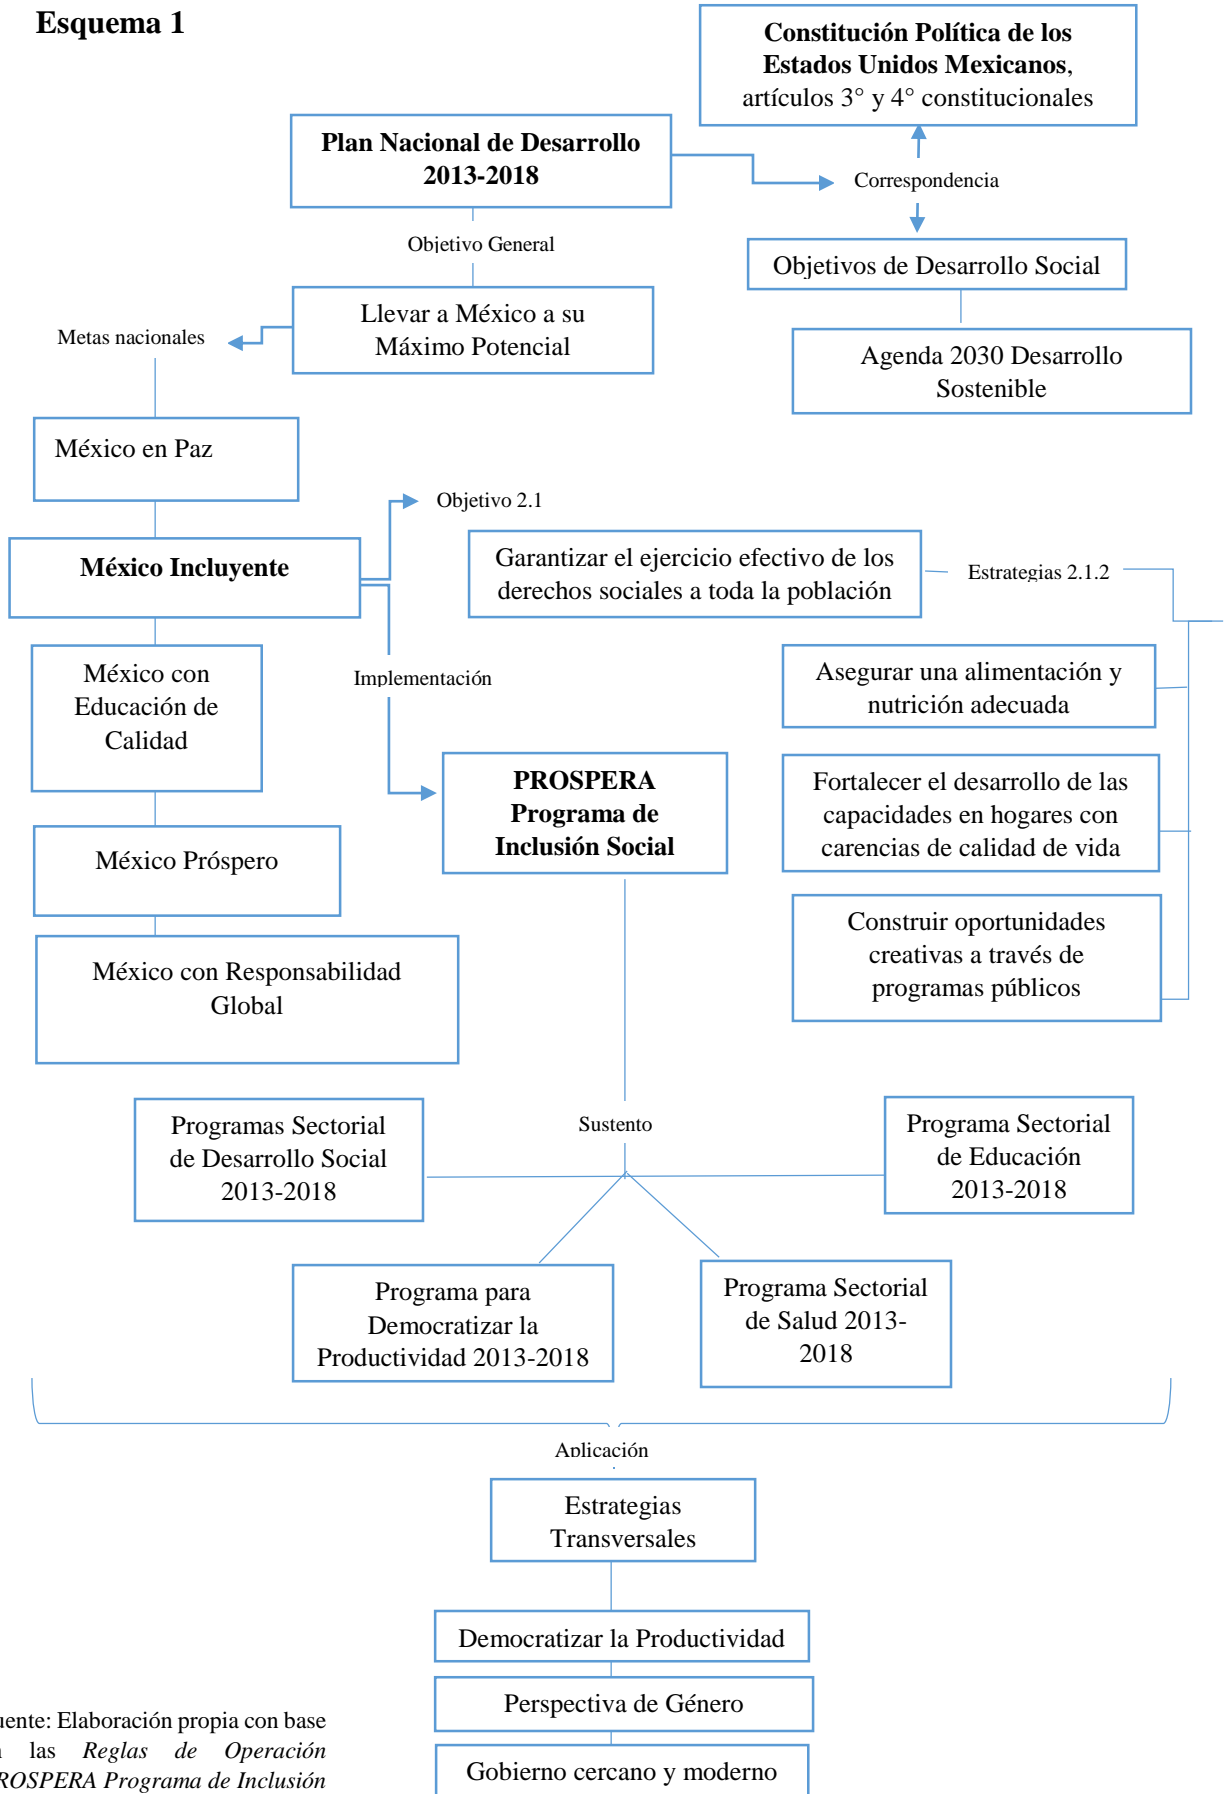 Esquema 1
Constitución Política de los
Estados Unidos Mexicanos,
artículos 3° y 4° constitucionales
Plan Nacional de Desarrollo
2013-2018
Correspondencia
Objetivo General
Objetivos de Desarrollo Social
Llevar a México a su
Máximo Potencial
Metas nacionales
Agenda 2030 Desarrollo
Sostenible
México en Paz
Objetivo 2.1
México Incluyente
Garantizar el ejercicio efectivo de los
derechos sociales a toda la población
Estrategias 2.1.2
México con
Educación de
Calidad
Implementación
Asegurar una alimentación y
nutrición adecuada
PROSPERA
Programa de
Inclusión Social
Fortalecer el desarrollo de las
capacidades en hogares con
carencias de calidad de vida
México Próspero
Construir oportunidades
creativas a través de
programas públicos
México con Responsabilidad
Global
Programas Sectorial
de Desarrollo Social
2013-2018
Sustento
Programa Sectorial
de Educación
2013-2018
Programa para
Democratizar la
Productividad 2013-2018
Programa Sectorial
de Salud 2013-
2018
Aplicación
Estrategias
Transversales
Democratizar la Productividad
Perspectiva de Género
Gobierno cercano y moderno
uente: Elaboración propia con base
n las Reglas de Operación
ROSPERA Programa de Inclusión